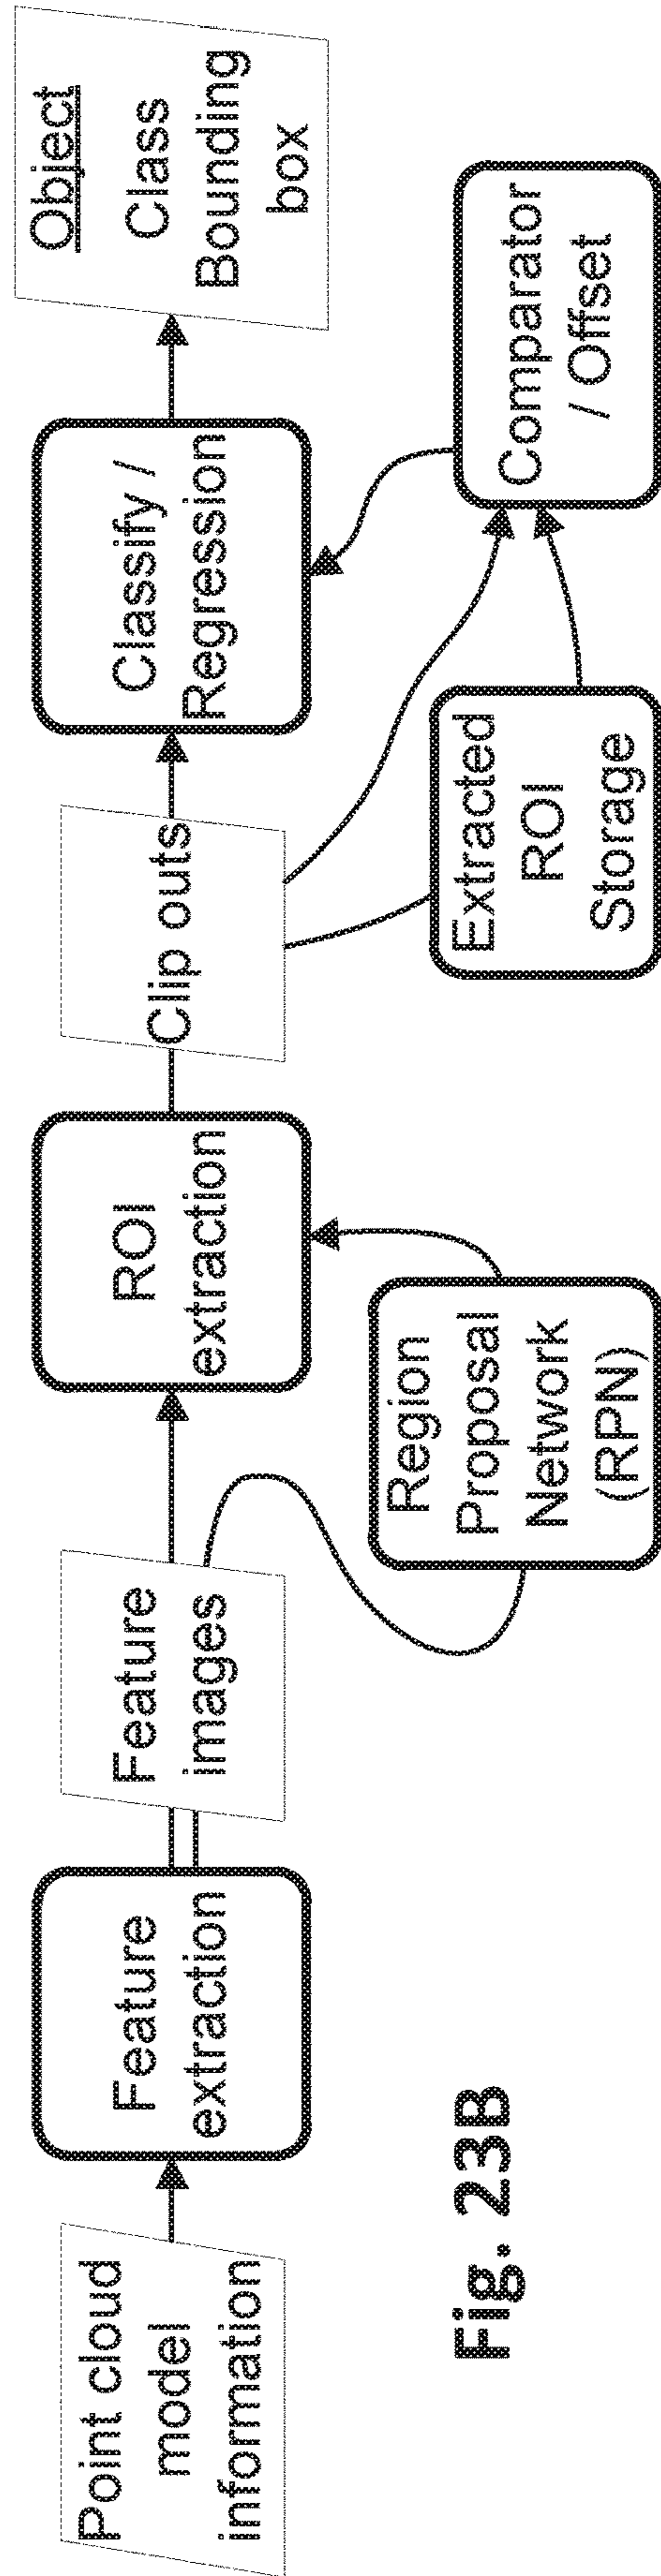 Point cloud
model
information
Feature
extraction
Feature
images
Region
Proposal
Network
(RPN)
ROI
extraction
Clip outs
Extracted
ROI
Storage
Comparator
/ Offset
Classify /
Regression
Object
Class
Bounding
box
Fig. 23B